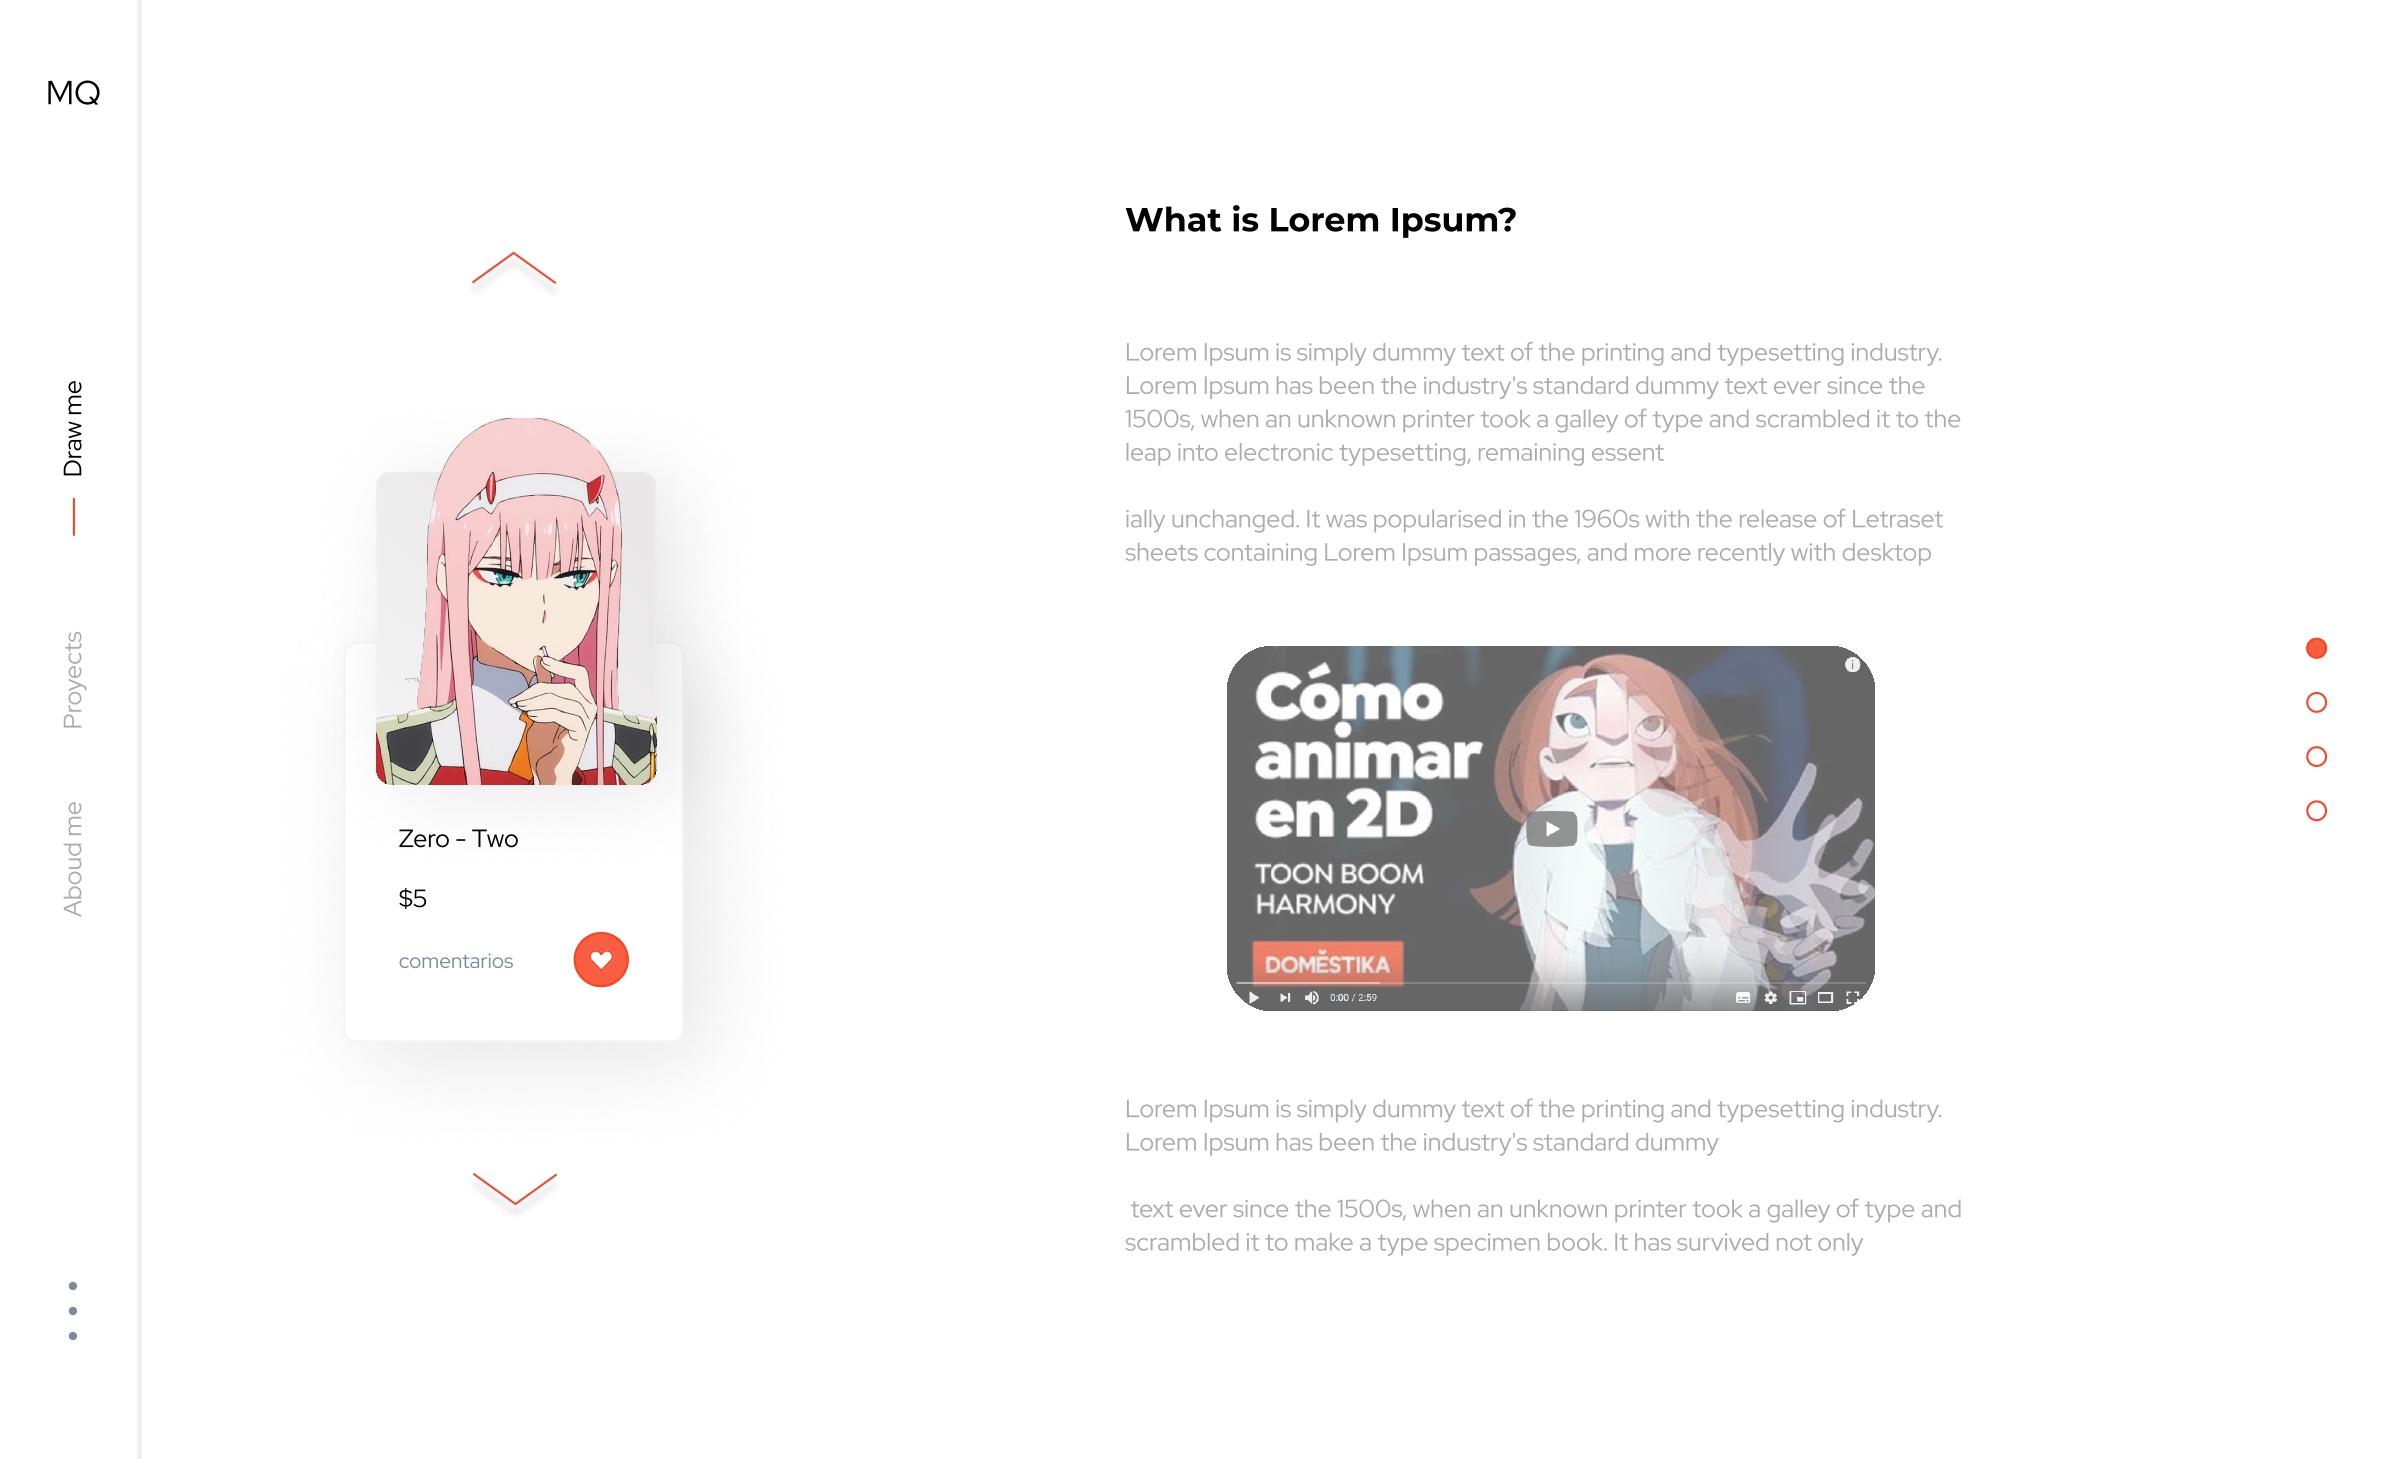 MQ
Draw me
Proyects
Aboud me
Zero - Two
$5
comentarios
What is Lorem Ipsum?
Lorem Ipsum is simply dummy text of the printing and typesetting industry.
Lorem Ipsum has been the industry's standard dummy text ever since the
1500s, when an unknown printer took a galley of type and scrambled it to the
leap into electronic typesetting, remaining essent
ially unchanged. It was popularised in the 1960s with the release of Letraset
sheets containing Lorem Ipsum passages, and more recently with desktop
Cómo
animar
en 2D
TOON BOOM
HARMONY
DOMĚSTIKA
0:00 / 2:59
Lorem Ipsum is simply dummy text of the printing and typesetting industry.
Lorem Ipsum has been the industry's standard dummy
text ever since the 1500s, when an unknown printer took a galley of type and
scrambled it to make a type specimen book. It has survived not only